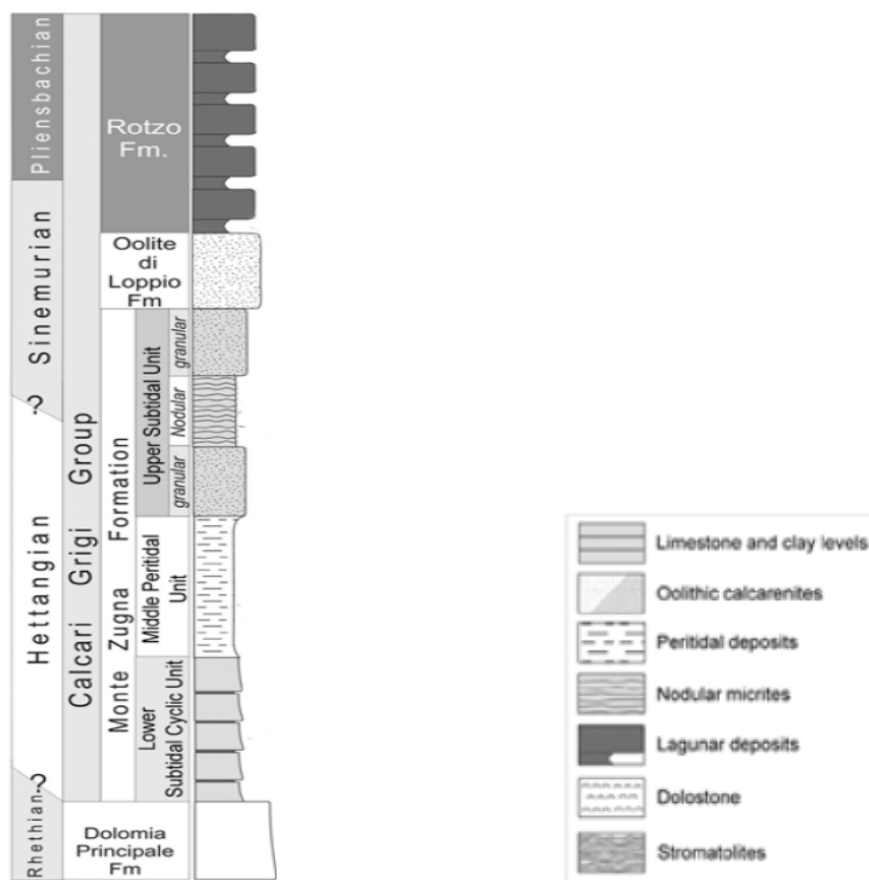 Pliensbachian
Sinemurian
?
Hettangian
?
Rhethian
Calcari Grigi Group
Rotzo
Fm.
Oolite
di
Loppio
Fm
Monte Zugna Formation
Upper Subtidal Unit
granular
Nodular
granular
Middle Peritidal
Unit
Lower
Subtidal Cyclic Unit
Dolomia
Principale
Fm
Limestone and clay levels
Oolithic calcarenites
Peritidal deposits
Nodular micrites
Lagunar deposits
Dolostone
Stromatolites